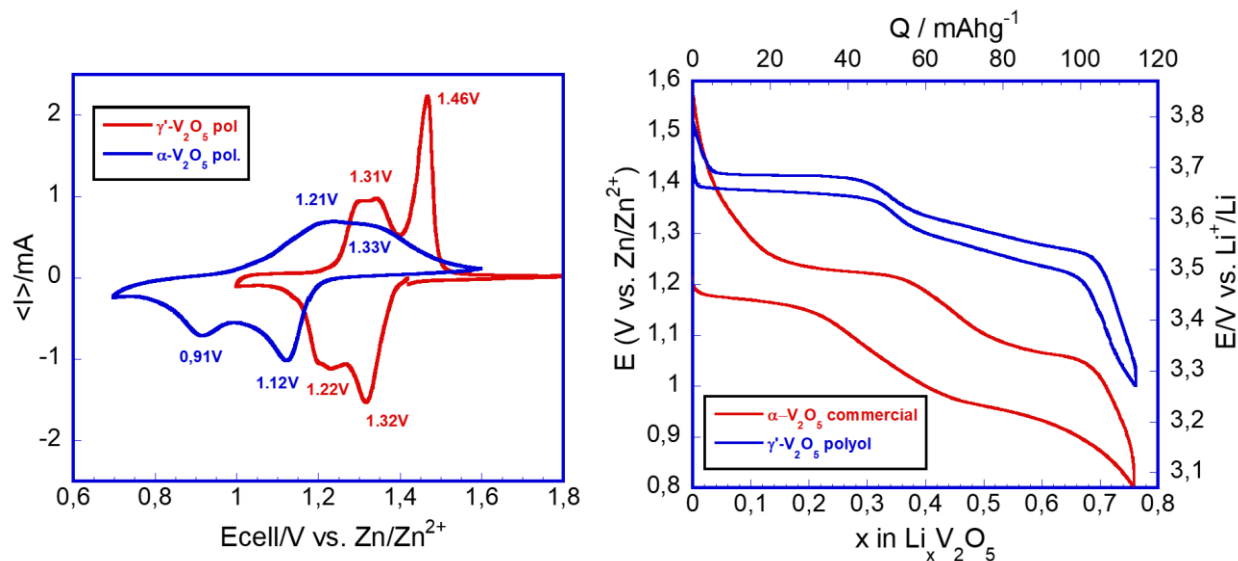 γ'-V₂O₅ pol
α-V₂O₅ pol.
1.46V
1.31V
1.21V
1.33V
0,91V
1.12V
1.22V
1.32V
<I>/mA
2
1
0
-1
-2
0,6 0,8 1 1,2 1,4 1,6 1,8
Ecell/V vs. Zn/Zn²⁺
Q / mAhg⁻¹
0 20 40 60 80 100 120
E (V vs. Zn/Zn²⁺)
1,6
1,5
1,4
1,3
1,2
1,1
1
0,9
0,8
3,8
3,7
3,6
3,5
3,4
3,3
3,2
3,1
E/V vs. Li⁺/Li
α–V₂O₅ commercial
γ'-V₂O₅ polyol
0 0,1 0,2 0,3 0,4 0,5 0,6 0,7 0,8
x in LiₓV₂O₅